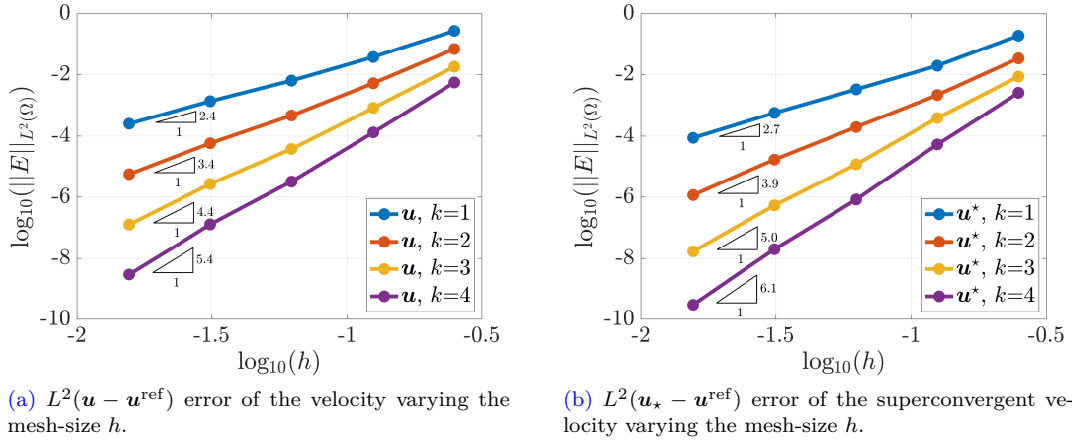 0
-2
-4
-6
-8
-10
-2
-1.5
-1
-0.5
log10(||E||L2(Ω))
log10(h)
2.4
1
3.4
1
4.4
1
5.4
1
u, k=1
u, k=2
u, k=3
u, k=4
(a) L²(u − u^ref) error of the velocity varying the
mesh-size h.
0
-2
-4
-6
-8
-10
-2
-1.5
-1
-0.5
log10(||E||L2(Ω))
log10(h)
2.7
1
3.9
1
5.0
1
6.1
1
u⋆, k=1
u⋆, k=2
u⋆, k=3
u⋆, k=4
(b) L²(u⋆ − u^ref) error of the superconvergent ve-
locity varying the mesh-size h.